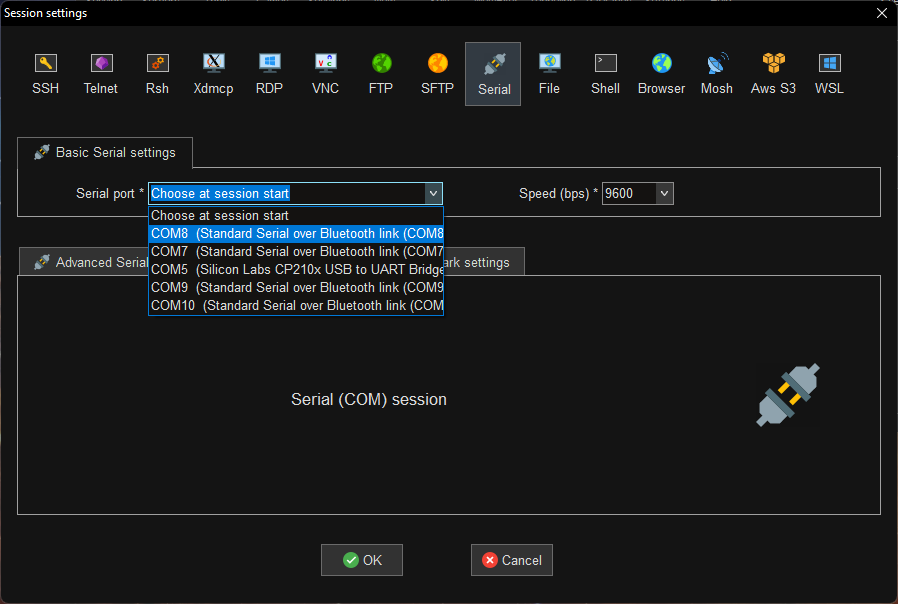 Session settings
SSH Telnet Rsh Xdmcp RDP VNC FTP SFTP Serial File Shell Browser Mosh Aws S3 WSL
Basic Serial settings
Serial port * Choose at session start Speed (bps) * 9600
Choose at session start
COM8 (Standard Serial over Bluetooth link (COM8
COM7 (Standard Serial over Bluetooth link (COM7
COM5 (Silicon Labs CP210x USB to UART Bridge
COM9 (Standard Serial over Bluetooth link (COM9
COM10 (Standard Serial over Bluetooth link (COM
Advanced Serial settings
Serial (COM) session
OK Cancel